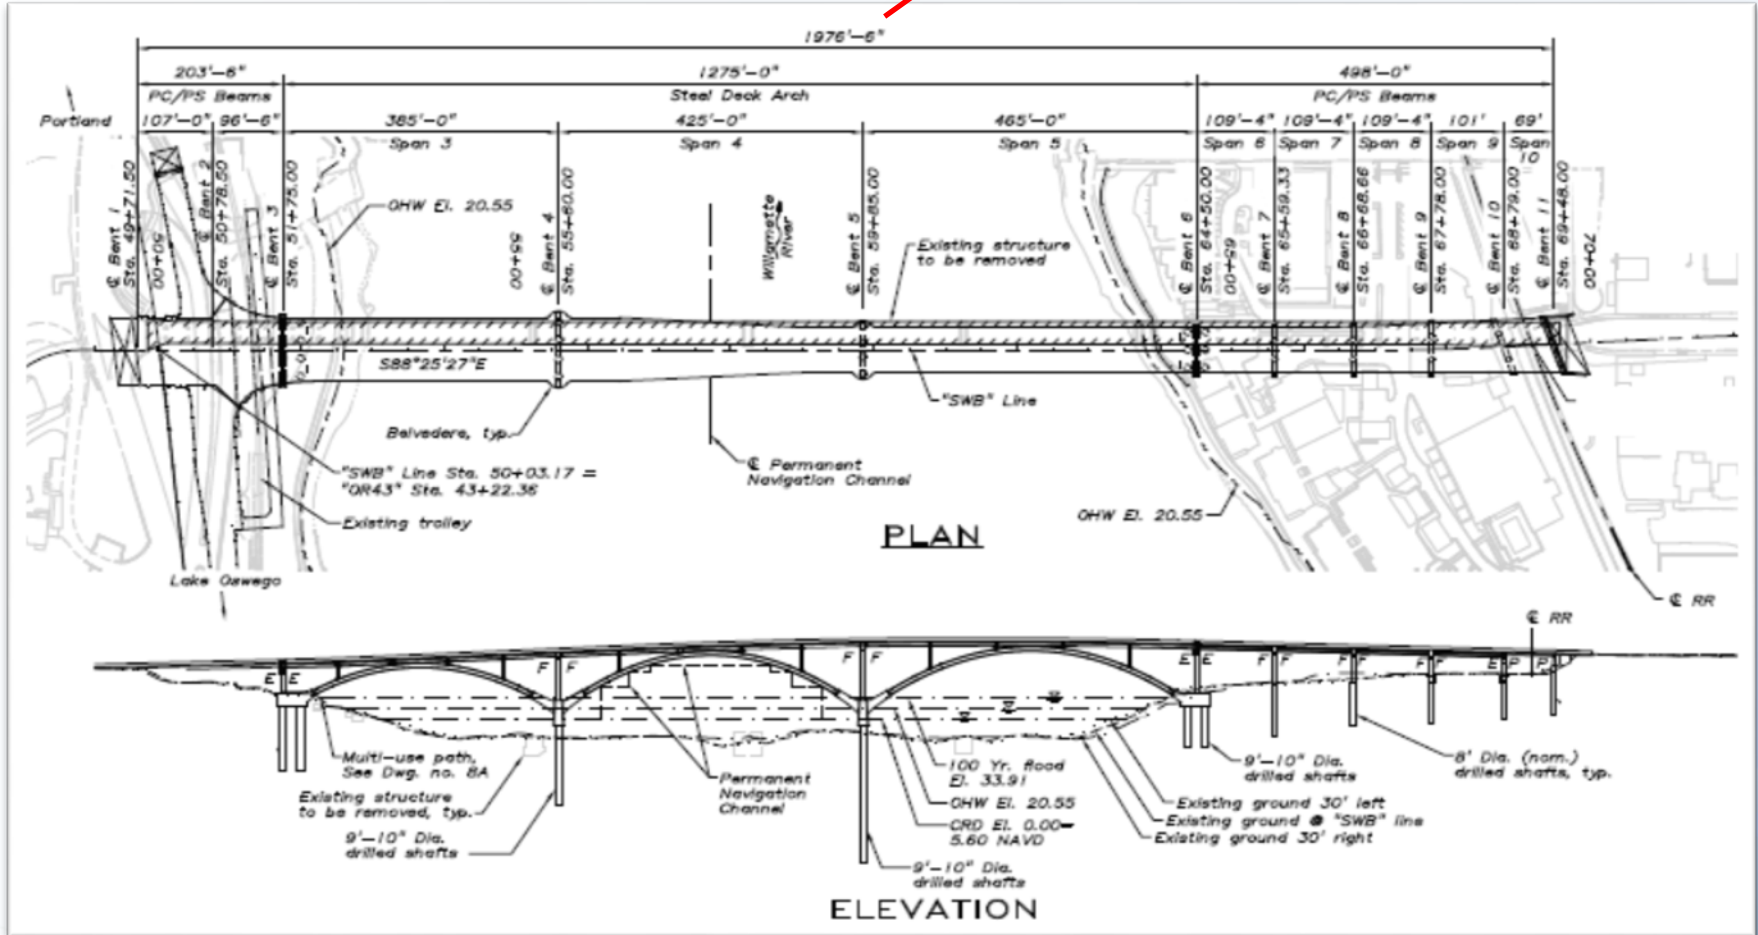 1976'-6"
203'-6"
1275'-0"
498'-0"
PC/PS Beams
Steel Deck Arch
PC/PS Beams
Portland
107'-0"
96'-6"
385'-0"
425'-0"
465'-0"
109'-4"
109'-4"
109'-4"
101'
69'
Span 3
Span 4
Span 5
Span 6
Span 7
Span 8
Span 9
Span
10
℄ Bent 1
Sta. 49+71.50
50+00
℄ Bent 2
Sta. 50+78.50
℄ Bent 3
Sta. 51+75.00
OHW El. 20.55
55+00
℄ Bent 4
Sta. 55+60.00
Willamette
River
℄ Bent 5
Sta. 59+85.00
Existing structure
to be removed
℄ Bent 6
Sta. 64+50.00
65+00
℄ Bent 7
Sta. 65+59.33
℄ Bent 8
Sta. 66+68.66
℄ Bent 9
Sta. 67+78.00
℄ Bent 10
Sta. 68+79.00
℄ Bent 11
Sta. 69+48.00
70+00
S88°25'27"E
"SWB" Line
Belvedere, typ.
℄ Permanent
Navigation Channel
"SWB" Line Sta. 50+03.17 =
"OR43" Sta. 43+22.36
Existing trolley
OHW El. 20.55
PLAN
Lake Oswego
℄ RR
℄ RR
E E
F F
F F
E E
F F
F F
F F
E P
P
Multi-use path,
See Dwg. no. 8A
Existing structure
to be removed, typ.
9'-10" Dia.
drilled shafts
Permanent
Navigation
Channel
100 Yr. flood
El. 33.91
OHW El. 20.55
CRD El. 0.00=
5.60 NAVD
9'-10" Dia.
drilled shafts
9'-10" Dia.
drilled shafts
8' Dia. (nom.)
drilled shafts, typ.
Existing ground 30' left
Existing ground @ "SWB" line
Existing ground 30' right
ELEVATION